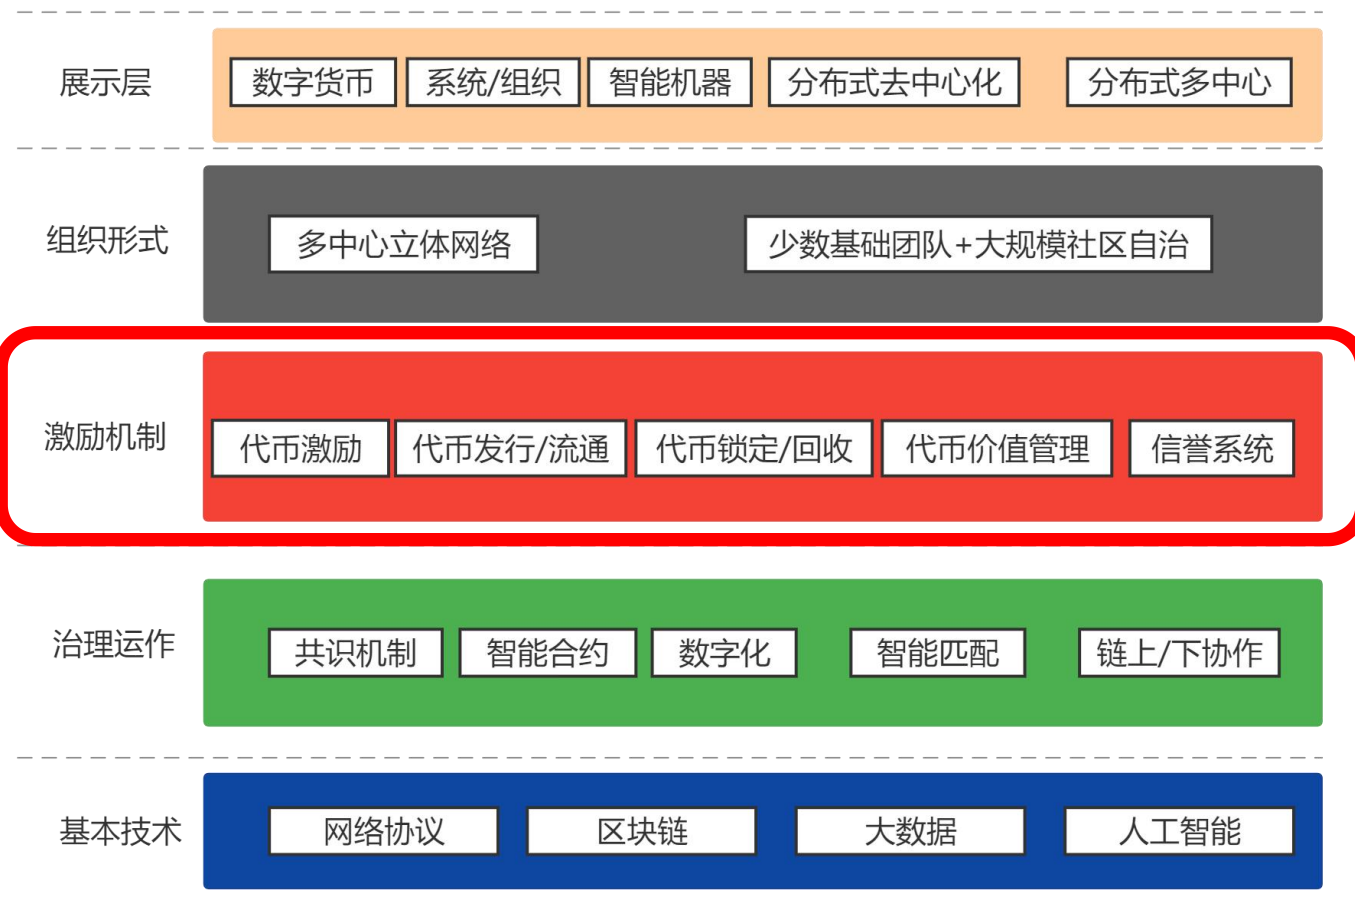 展示层
数字货币
系统/组织
智能机器
分布式去中心化
分布式多中心
组织形式
多中心立体网络
少数基础团队+大规模社区自治
激励机制
代币激励
代币发行/流通
代币锁定/回收
代币价值管理
信誉系统
治理运作
共识机制
智能合约
数字化
智能匹配
链上/下协作
基本技术
网络协议
区块链
大数据
人工智能